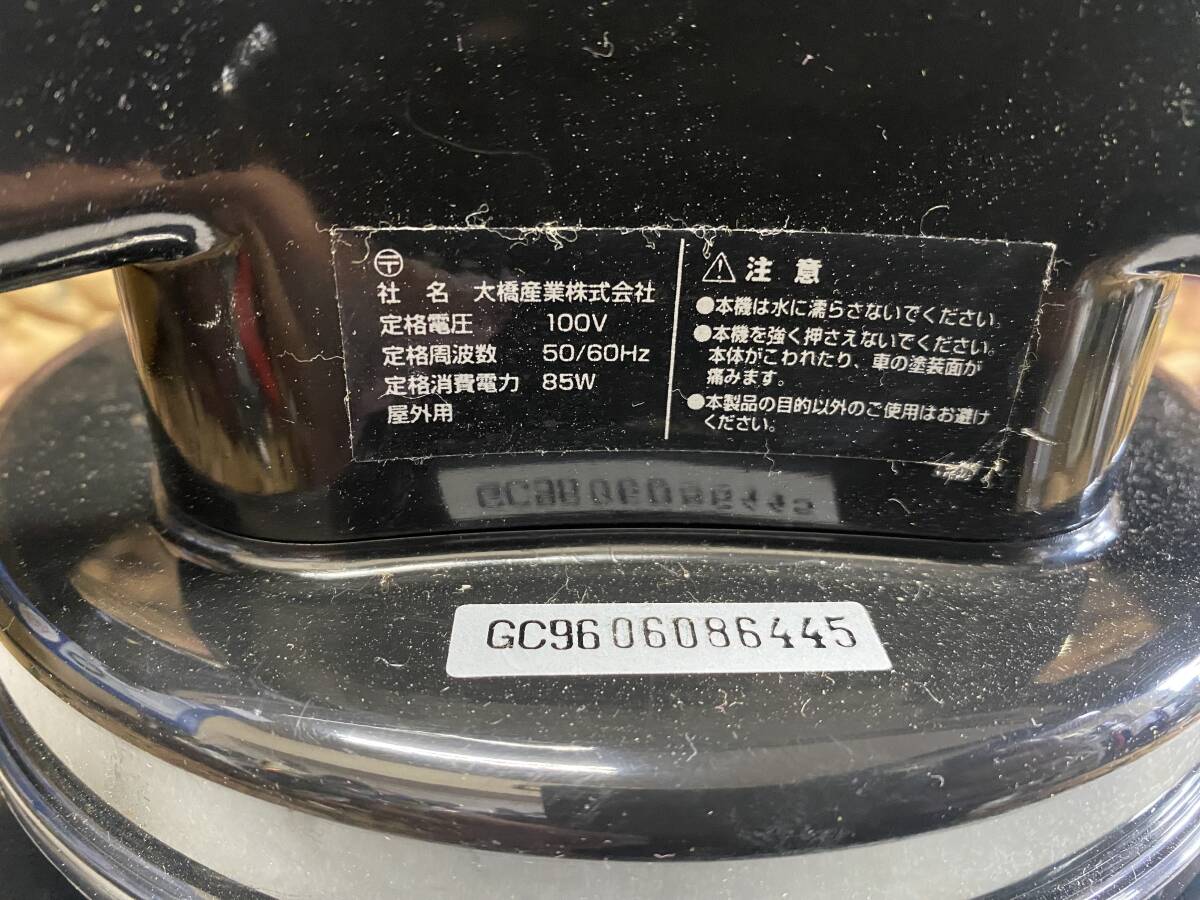 〒
社 名 大橋産業株式会社
定格電圧 100V
定格周波数 50/60Hz
定格消費電力 85W
屋外用
⚠注 意
●本機は水に濡らさないでください。
●本機を強く押さえないでください。
本体がこわれたり、車の塗装面が
痛みます。
●本製品の目的以外のご使用はお避け
ください。
GC9606086445